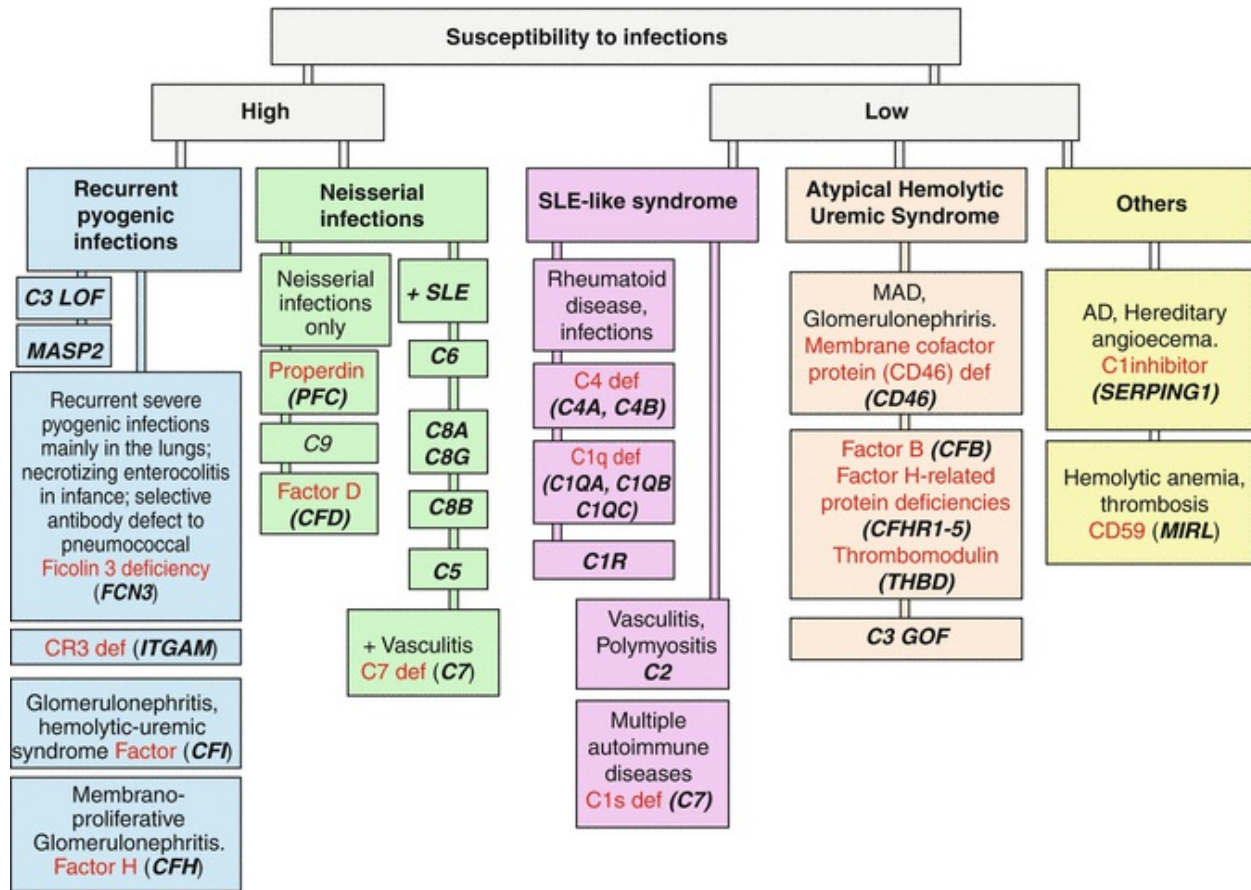 Susceptibility to infections
High
Low
Recurrent
pyogenic
infections
C3 LOF
MASP2
Recurrent severe
pyogenic infections
mainly in the lungs;
necrotizing enterocolitis
in infance; selective
antibody defect to
pneumococcal
Ficolin 3 deficiency
(FCN3)
CR3 def (ITGAM)
Glomerulonephritis,
hemolytic-uremic
syndrome Factor (CFI)
Membrano-
proliferative
Glomerulonephritis.
Factor H (CFH)
Neisserial
infections
Neisserial
infections
only
Properdin
(PFC)
C9
Factor D
(CFD)
+ SLE
C6
C8A
C8G
C8B
C5
+ Vasculitis
C7 def (C7)
SLE-like syndrome
Rheumatoid
disease,
infections
C4 def
(C4A, C4B)
C1q def
(C1QA, C1QB
C1QC)
C1R
Vasculitis,
Polymyositis
C2
Multiple
autoimmune
diseases
C1s def (C7)
Atypical Hemolytic
Uremic Syndrome
MAD,
Glomerulonephriris.
Membrane cofactor
protein (CD46) def
(CD46)
Factor B (CFB)
Factor H-related
protein deficiencies
(CFHR1-5)
Thrombomodulin
(THBD)
C3 GOF
Others
AD, Hereditary
angioecema.
C1inhibitor
(SERPING1)
Hemolytic anemia,
thrombosis
CD59 (MIRL)